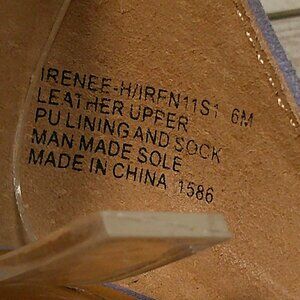 IRENEE-H/IRFN11S1 6M
LEATHER UPPER
PU LINING AND SOCK
MAN MADE SOLE
MADE IN CHINA 1586